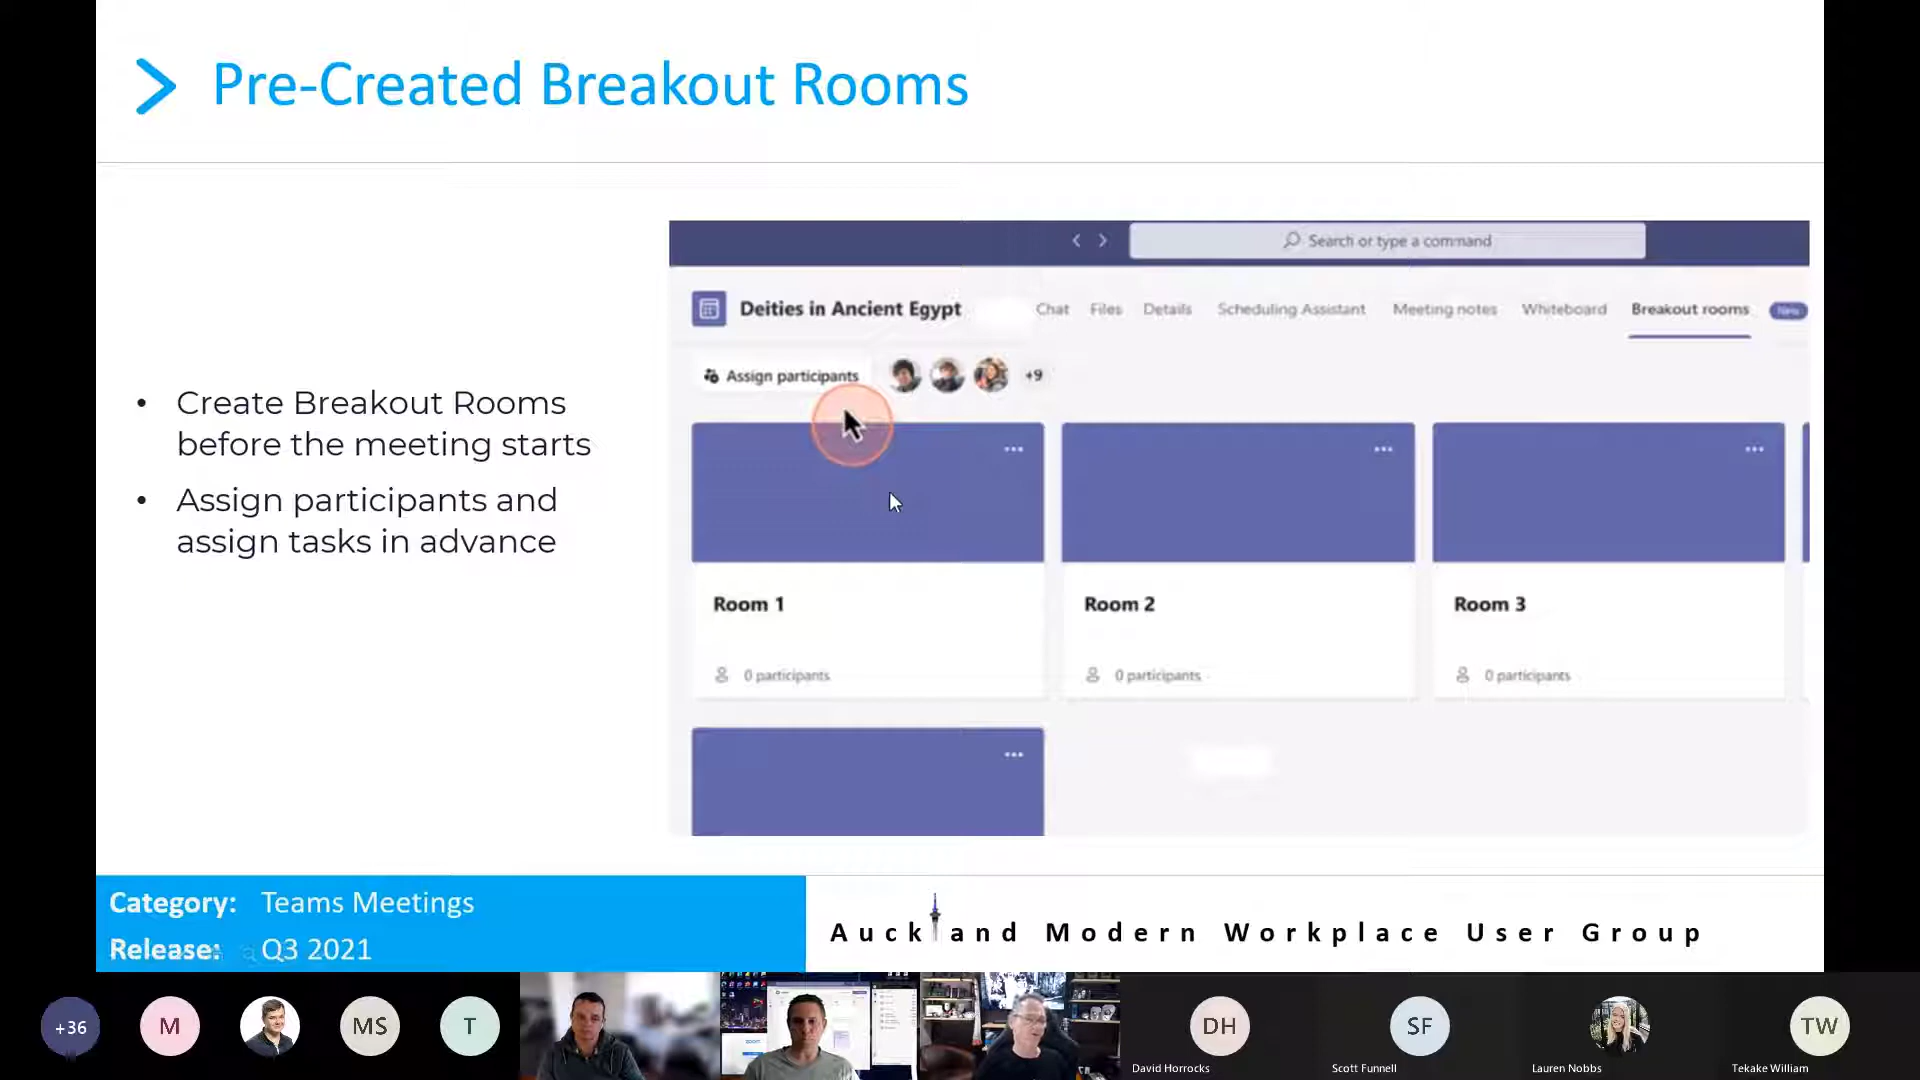 Pre-Created Breakout Rooms
Search or type a command
Deities in Ancient Egypt
Chat Files Details Scheduling Assistant Meeting notes Whiteboard Breakout rooms New
Assign participants +9
• Create Breakout Rooms
before the meeting starts
• Assign participants and
assign tasks in advance
Room 1 Room 2 Room 3
0 participants 0 participants 0 participants
Category: Teams Meetings
Release: Q3 2021
Auckland Modern Workplace User Group
+36 M MS T DH SF TW
David Horrocks Scott Funnell Lauren Nobbs Tekake William